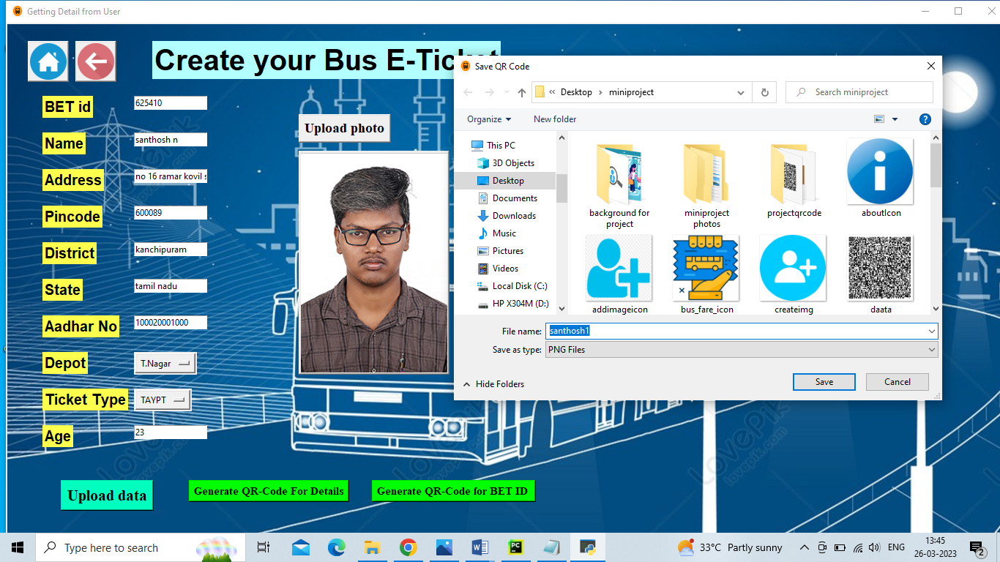 Getting Detail from User
Create your Bus E-Ticket
BET id
625410
Name
santhosh n
Address
no 16 ramar kovil s
Pincode
600089
District
kanchipuram
State
tamil nadu
Aadhar No
100020001000
Depot
T.Nagar
Ticket Type
TAYPT
Age
23
Upload photo
Upload data
Generate QR-Code For Details
Generate QR-Code for BET ID
Save QR Code
« Desktop › miniproject
Search miniproject
Organize
New folder
This PC
3D Objects
Desktop
Documents
Downloads
Music
Pictures
Videos
Local Disk (C:)
HP X304M (D:)
background for
project
miniproject
photos
projectqrcode
aboutIcon
addimageicon
bus_fare_icon
createimg
daata
File name:
santhosh1
Save as type:
PNG Files
Hide Folders
Save
Cancel
Lovepik
lovepik.com
Type here to search
33°C Partly sunny
ENG
13:45
26-03-2023
2